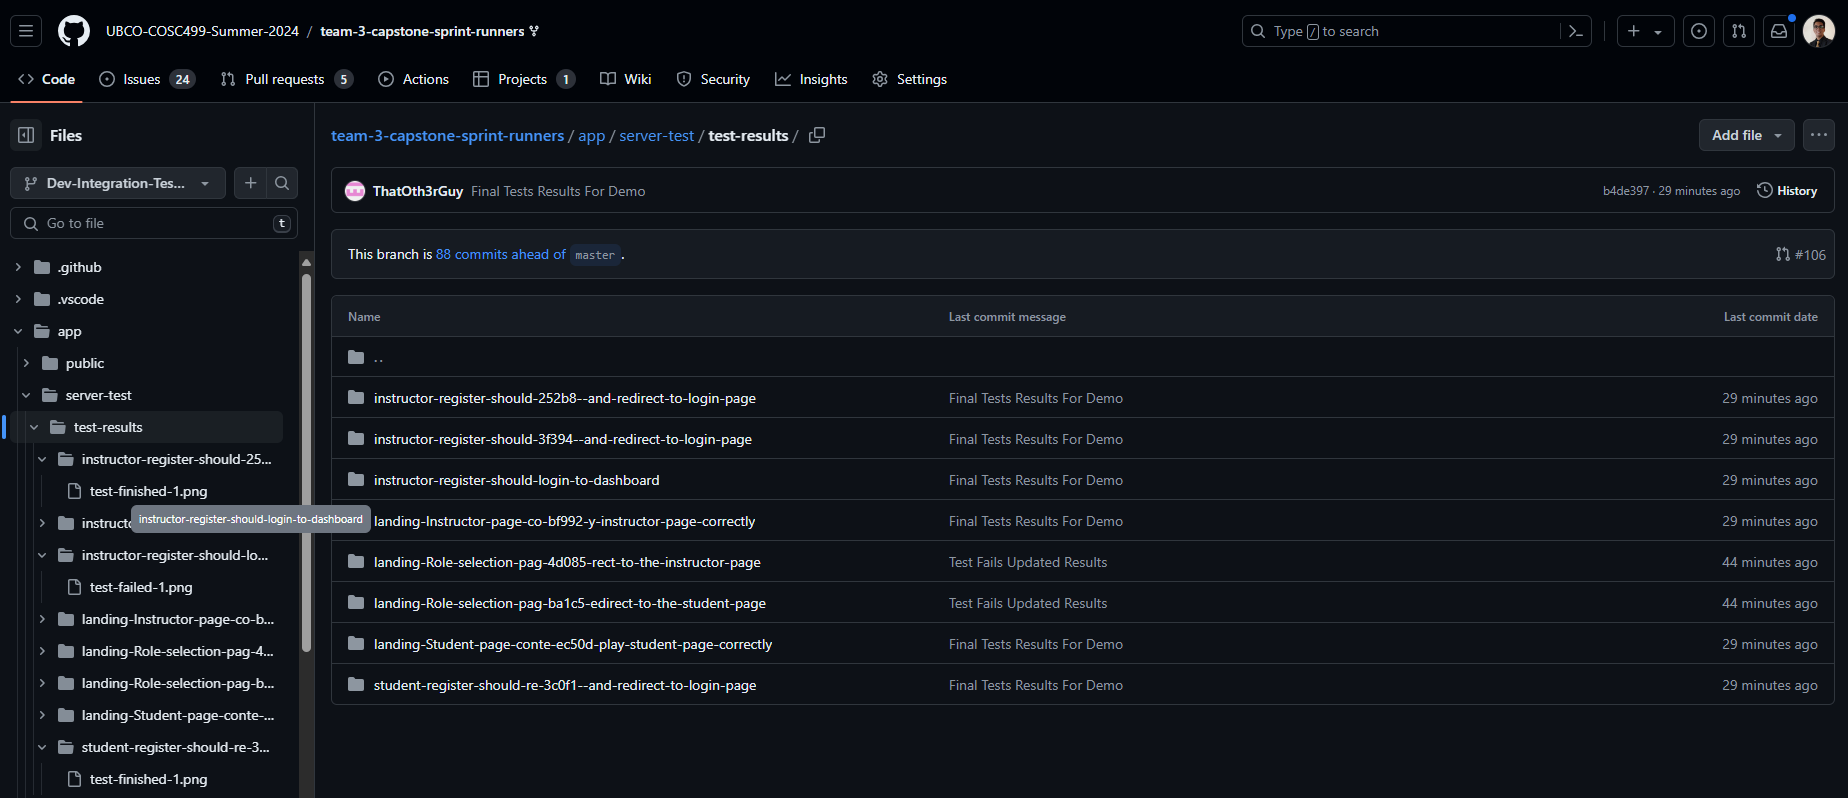 UBCO-COSC499-Summer-2024 / team-3-capstone-sprint-runners
Type / to search
Code
Issues 24
Pull requests 5
Actions
Projects 1
Wiki
Security
Insights
Settings
Files
team-3-capstone-sprint-runners / app / server-test / test-results /
Add file
Dev-Integration-Tes...
ThatOth3rGuy Final Tests Results For Demo
b4de397 · 29 minutes ago
History
Go to file
t
This branch is 88 commits ahead of master .
#106
.github
.vscode
app
public
server-test
test-results
instructor-register-should-25...
test-finished-1.png
instruc
instructor-register-should-login-to-dashboard
instructor-register-should-lo...
test-failed-1.png
landing-Instructor-page-co-b...
landing-Role-selection-pag-4...
landing-Role-selection-pag-b...
landing-Student-page-conte-...
student-register-should-re-3...
test-finished-1.png
Name Last commit message Last commit date
..
instructor-register-should-252b8--and-redirect-to-login-page Final Tests Results For Demo 29 minutes ago
instructor-register-should-3f394--and-redirect-to-login-page Final Tests Results For Demo 29 minutes ago
instructor-register-should-login-to-dashboard Final Tests Results For Demo 29 minutes ago
landing-Instructor-page-co-bf992-y-instructor-page-correctly Final Tests Results For Demo 29 minutes ago
landing-Role-selection-pag-4d085-rect-to-the-instructor-page Test Fails Updated Results 44 minutes ago
landing-Role-selection-pag-ba1c5-edirect-to-the-student-page Test Fails Updated Results 44 minutes ago
landing-Student-page-conte-ec50d-play-student-page-correctly Final Tests Results For Demo 29 minutes ago
student-register-should-re-3c0f1--and-redirect-to-login-page Final Tests Results For Demo 29 minutes ago